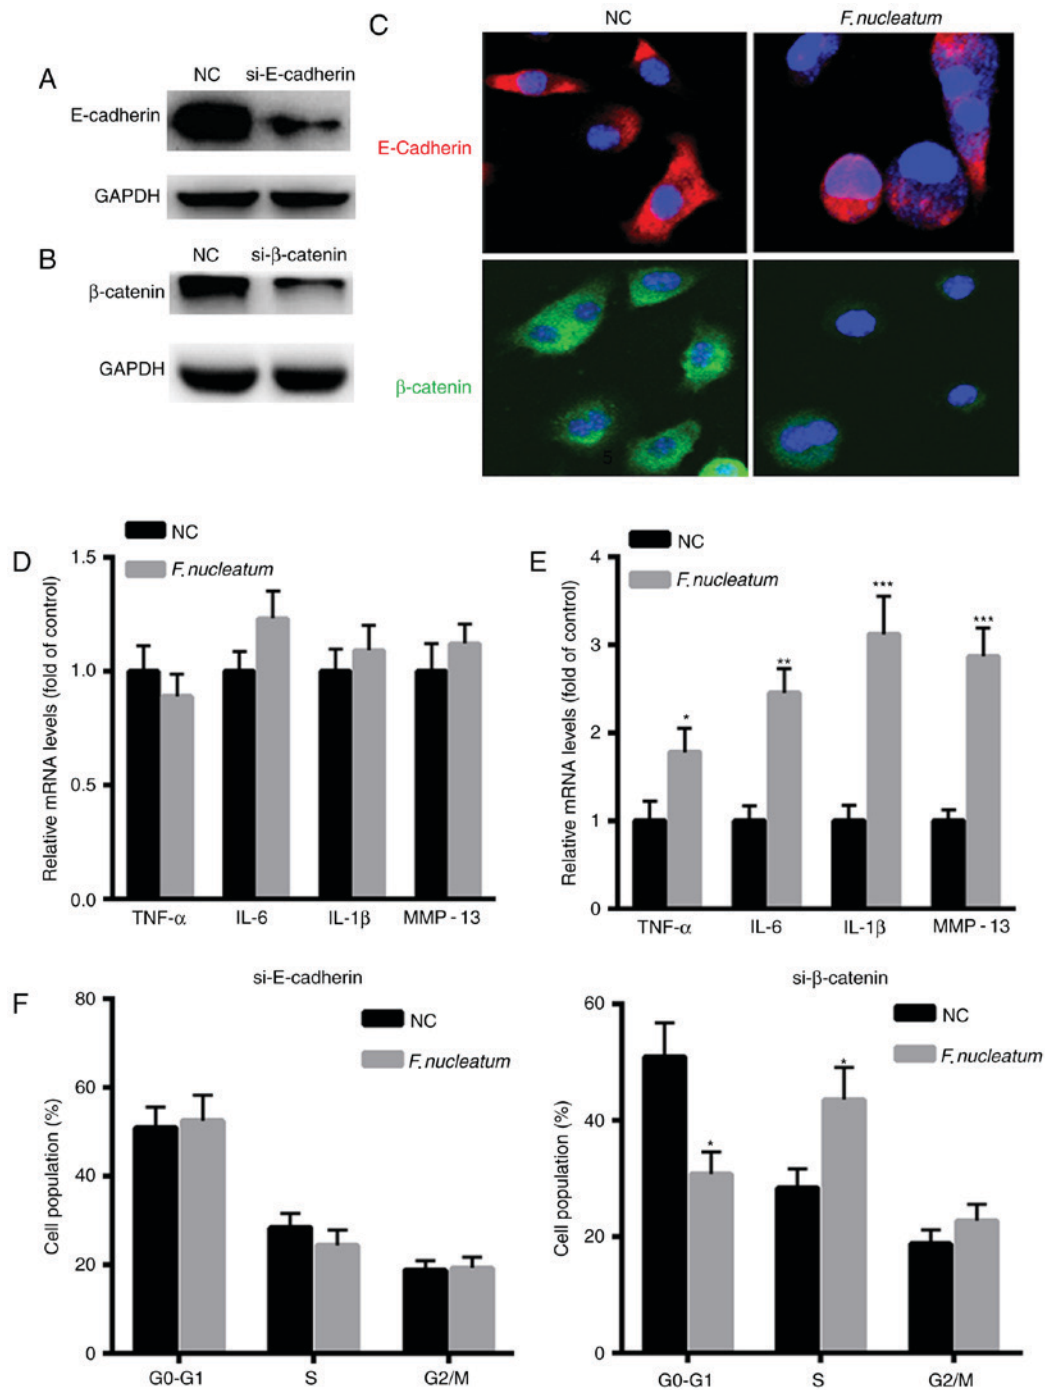 A
NC si-E-cadherin
E-cadherin
GAPDH
B
NC si-β-catenin
β-catenin
GAPDH
C
NC F. nucleatum
E-Cadherin
β-catenin
5
D
NC
F. nucleatum
Relative mRNA levels (fold of control)
1.5
1.0
0.5
0.0
TNF-α IL-6 IL-1β MMP - 13
E
NC
F. nucleatum
Relative mRNA levels (fold of control)
4
3
2
1
0
* ** *** ***
TNF-α IL-6 IL-1β MMP - 13
F
si-E-cadherin
NC
F. nucleatum
Cell population (%)
80
60
40
20
0
G0-G1 S G2/M
si-β-catenin
NC
F. nucleatum
Cell population (%)
60
40
20
0
* *
G0-G1 S G2/M